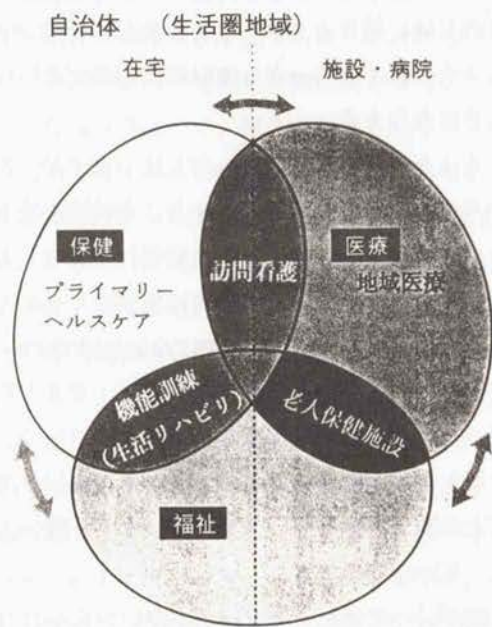 自治体 (生活圏地域)
在宅 施設・病院
保健
プライマリー
ヘルスケア
訪問看護
医療
地域医療
機能訓練
(生活リハビリ)
老人保健施設
福祉